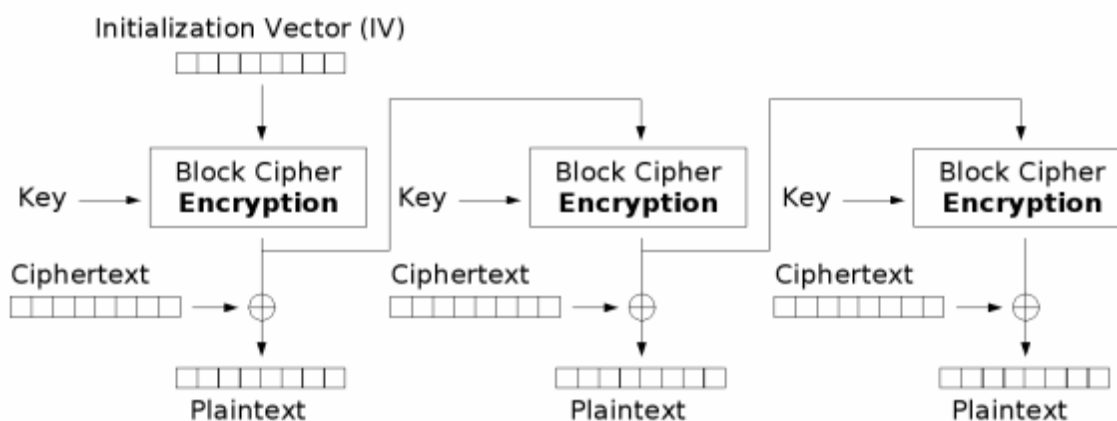 Initialization Vector (IV)
Block Cipher
Encryption
Block Cipher
Encryption
Block Cipher
Encryption
Key
Key
Key
Ciphertext
Ciphertext
Ciphertext
Plaintext
Plaintext
Plaintext